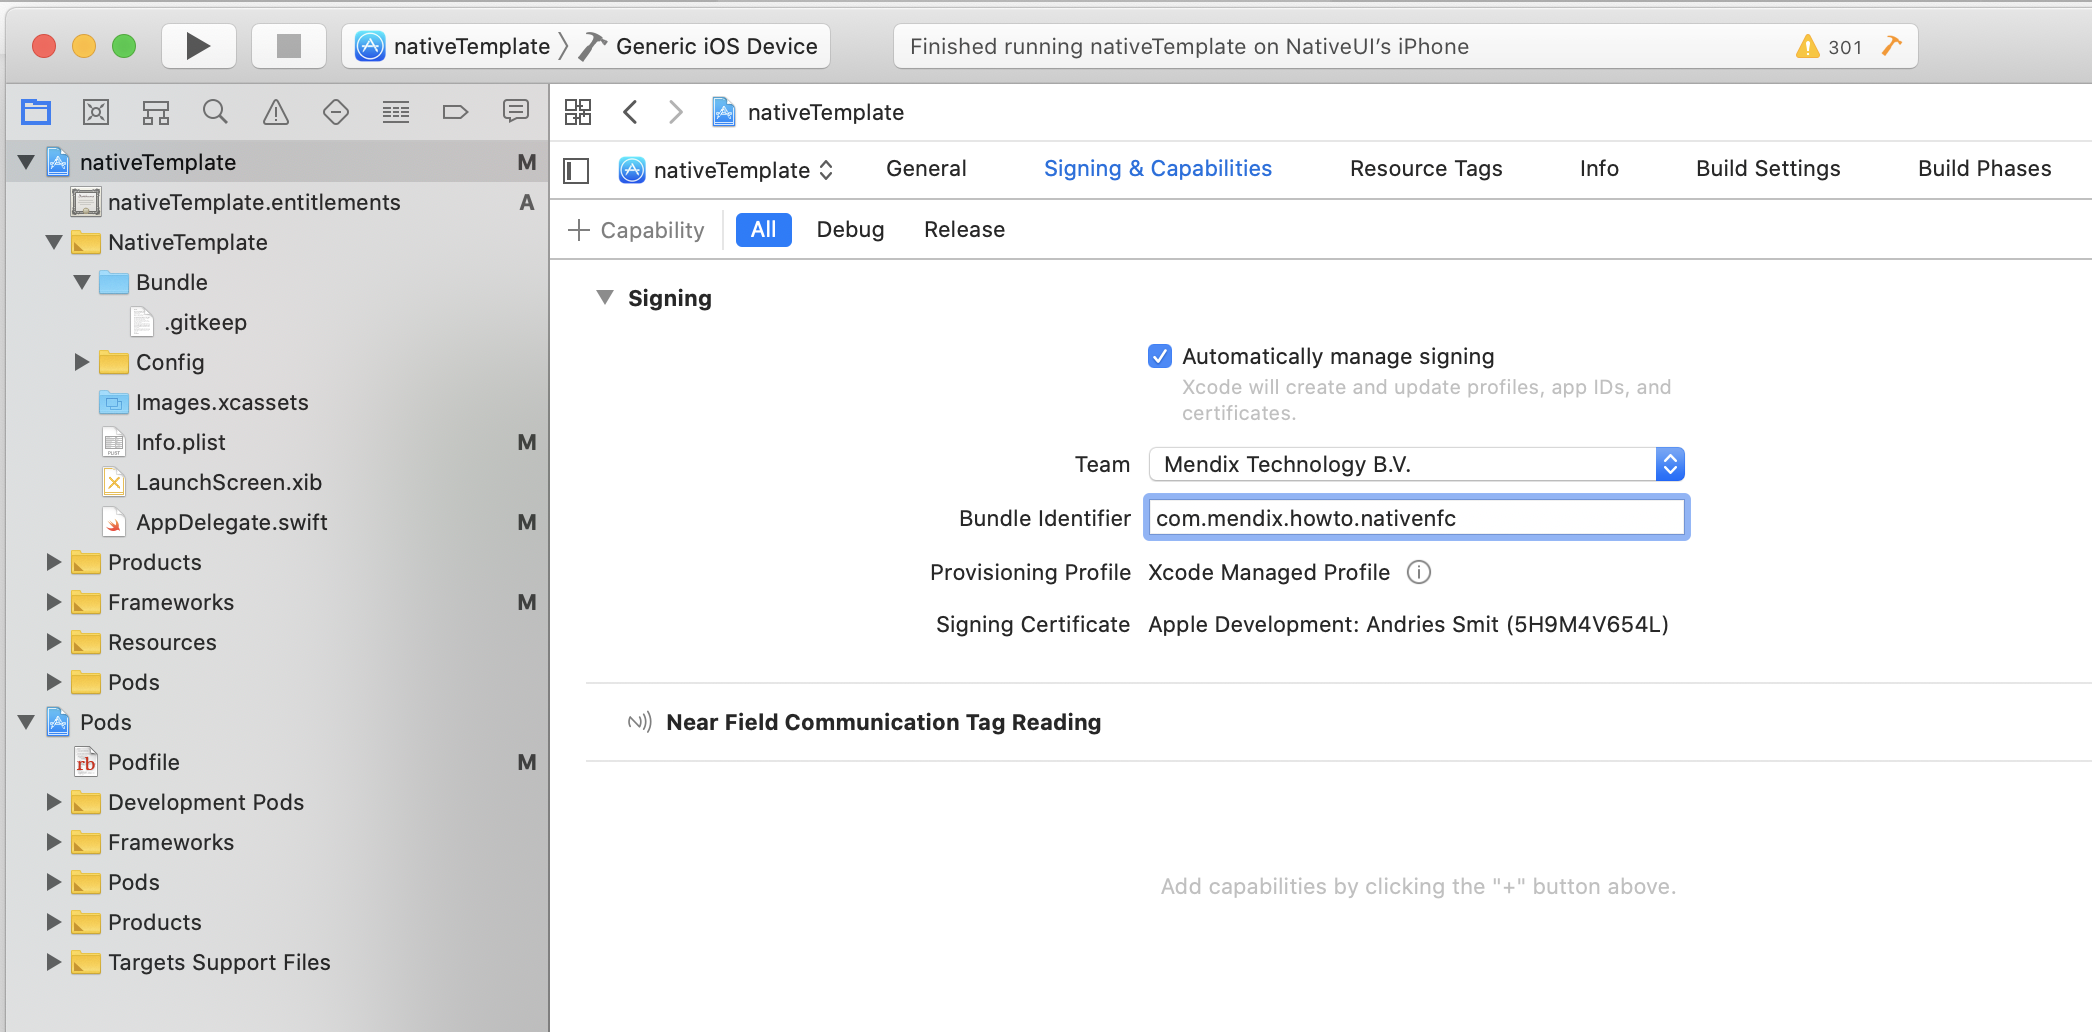 nativeTemplate Generic iOS Device
Finished running nativeTemplate on NativeUI's iPhone 301
nativeTemplate
nativeTemplate General Signing & Capabilities Resource Tags Info Build Settings Build Phases
Capability All Debug Release
nativeTemplate M
nativeTemplate.entitlements A
NativeTemplate
Bundle
.gitkeep
Config
Images.xcassets
Info.plist M
LaunchScreen.xib
AppDelegate.swift M
Products
Frameworks M
Resources
Pods
Pods
rb Podfile M
Development Pods
Frameworks
Pods
Products
Targets Support Files
Signing
Automatically manage signing
Xcode will create and update profiles, app IDs, and
certificates.
Team Mendix Technology B.V.
Bundle Identifier com.mendix.howto.nativenfc
Provisioning Profile Xcode Managed Profile
Signing Certificate Apple Development: Andries Smit (5H9M4V654L)
Near Field Communication Tag Reading
Add capabilities by clicking the "+" button above.